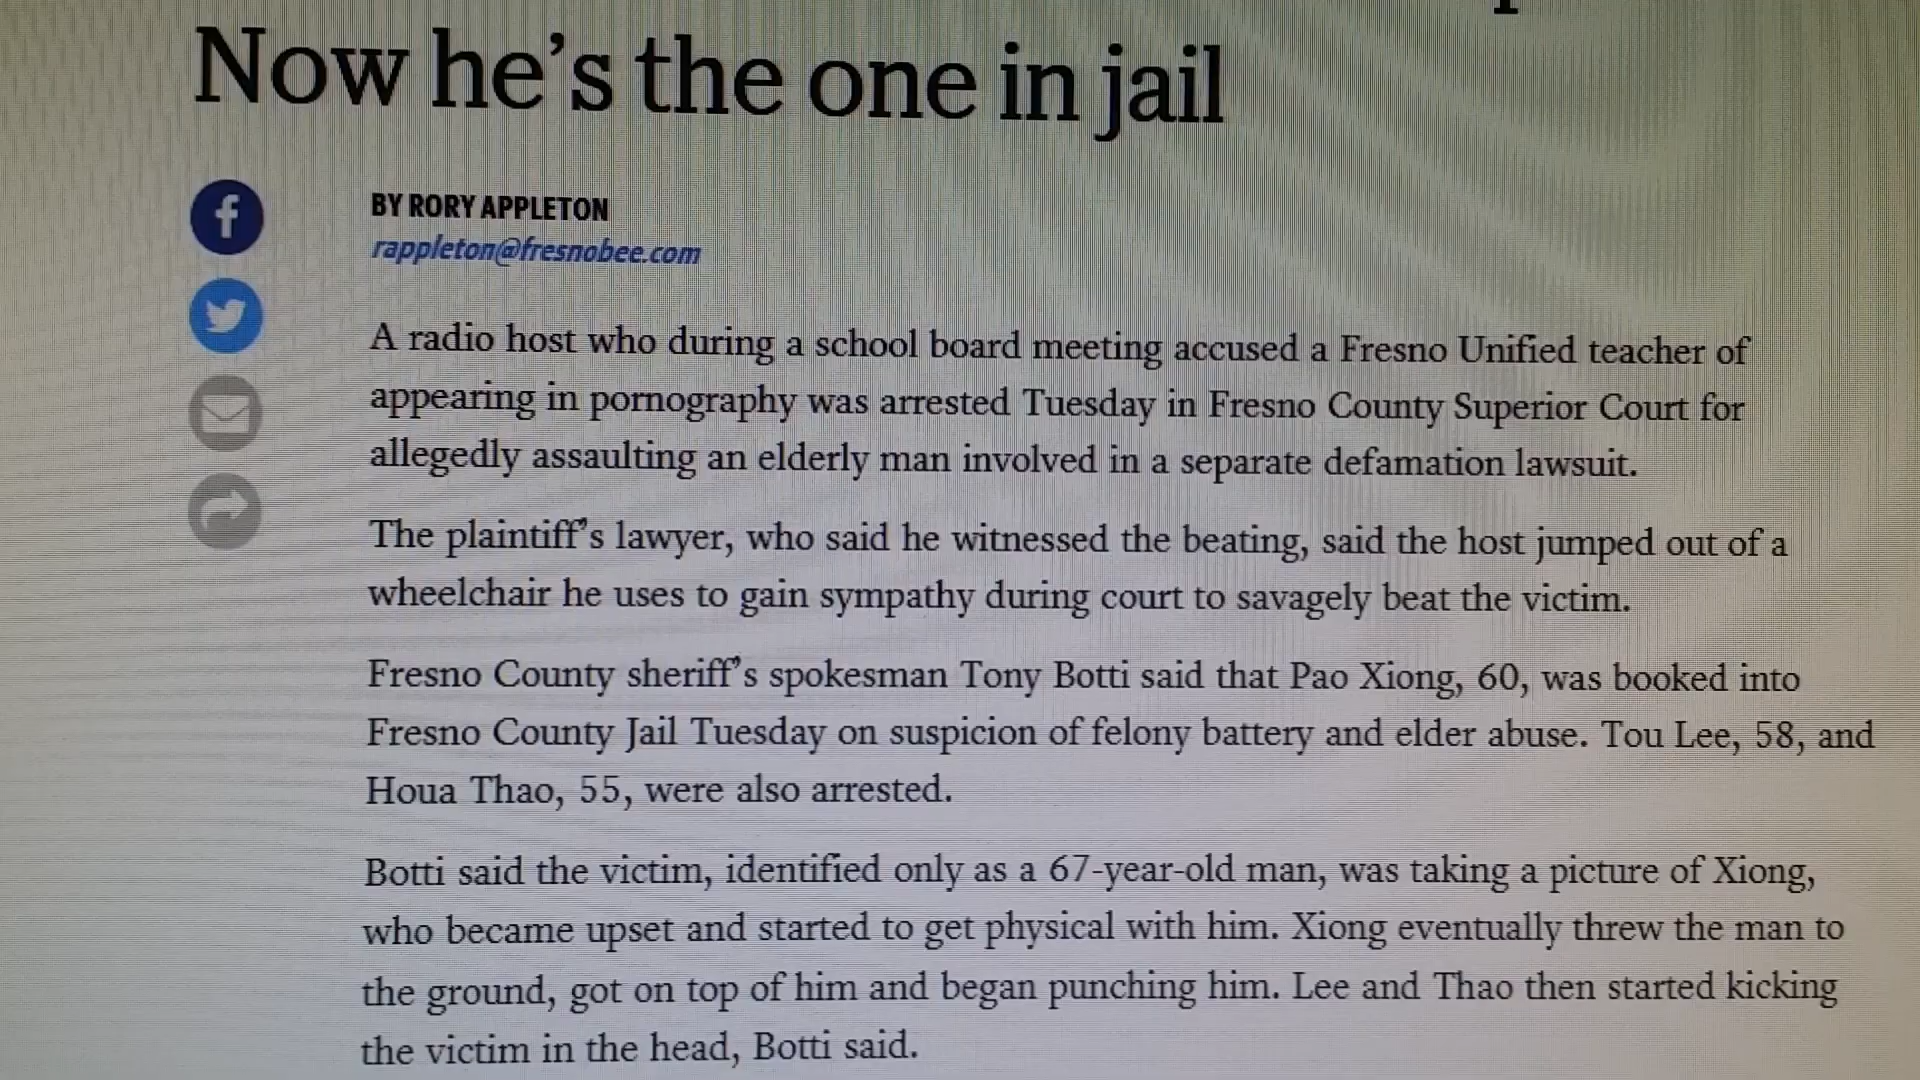 Now he's the one in jail
BY RORY APPLETON
rappleton@fresnobee.com
A radio host who during a school board meeting accused a Fresno Unified teacher of
appearing in pornography was arrested Tuesday in Fresno County Superior Court for
allegedly assaulting an elderly man involved in a separate defamation lawsuit.
The plaintiff's lawyer, who said he witnessed the beating, said the host jumped out of a
wheelchair he uses to gain sympathy during court to savagely beat the victim.
Fresno County sheriff's spokesman Tony Botti said that Pao Xiong, 60, was booked into
Fresno County Jail Tuesday on suspicion of felony battery and elder abuse. Tou Lee, 58, and
Houa Thao, 55, were also arrested.
Botti said the victim, identified only as a 67-year-old man, was taking a picture of Xiong,
who became upset and started to get physical with him. Xiong eventually threw the man to
the ground, got on top of him and began punching him. Lee and Thao then started kicking
the victim in the head, Botti said.